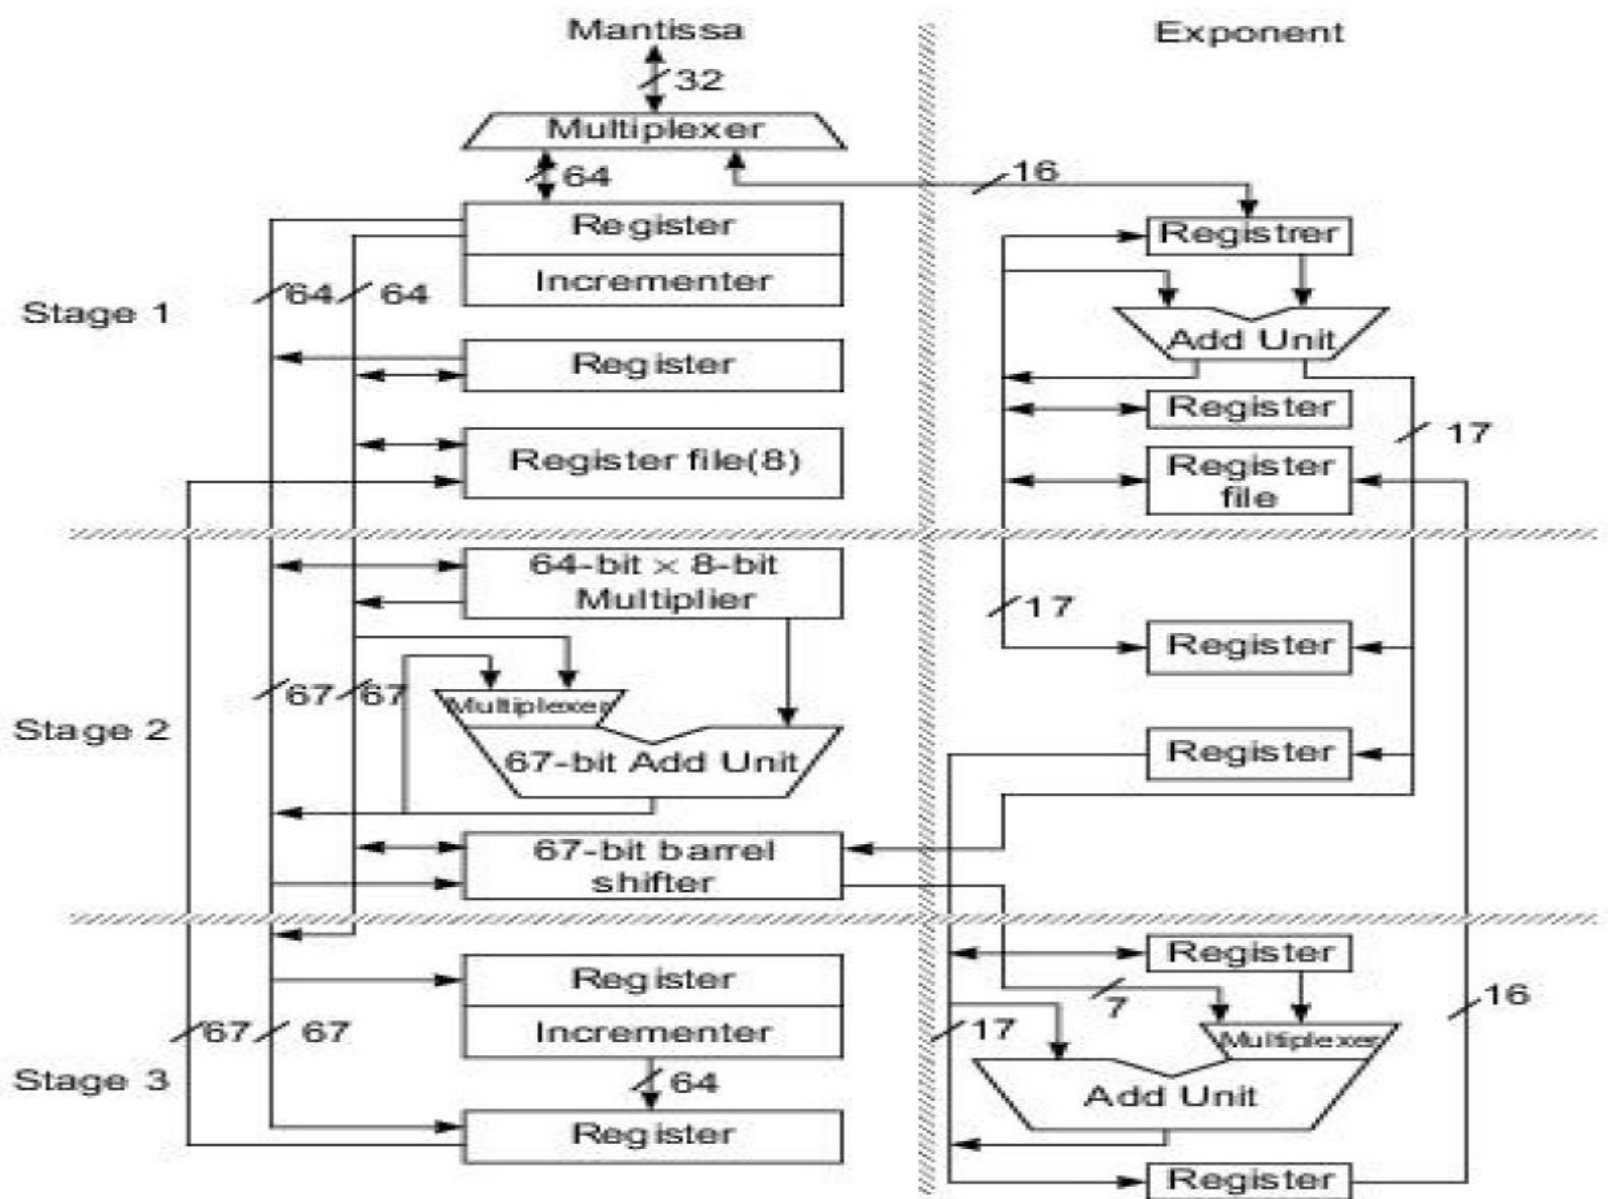 Mantissa
Exponent
32
Multiplexer
64
16
Register
Registrer
Incrementer
64
64
Stage 1
Add Unit
Register
Register
17
Register file(8)
Register
file
64-bit × 8-bit
Multiplier
17
Register
67
67
Multiplexer
Stage 2
67-bit Add Unit
Register
67-bit barrel
shifter
Register
Register
7
16
Incrementer
67
67
17
Multiplexer
Stage 3
64
Add Unit
Register
Register